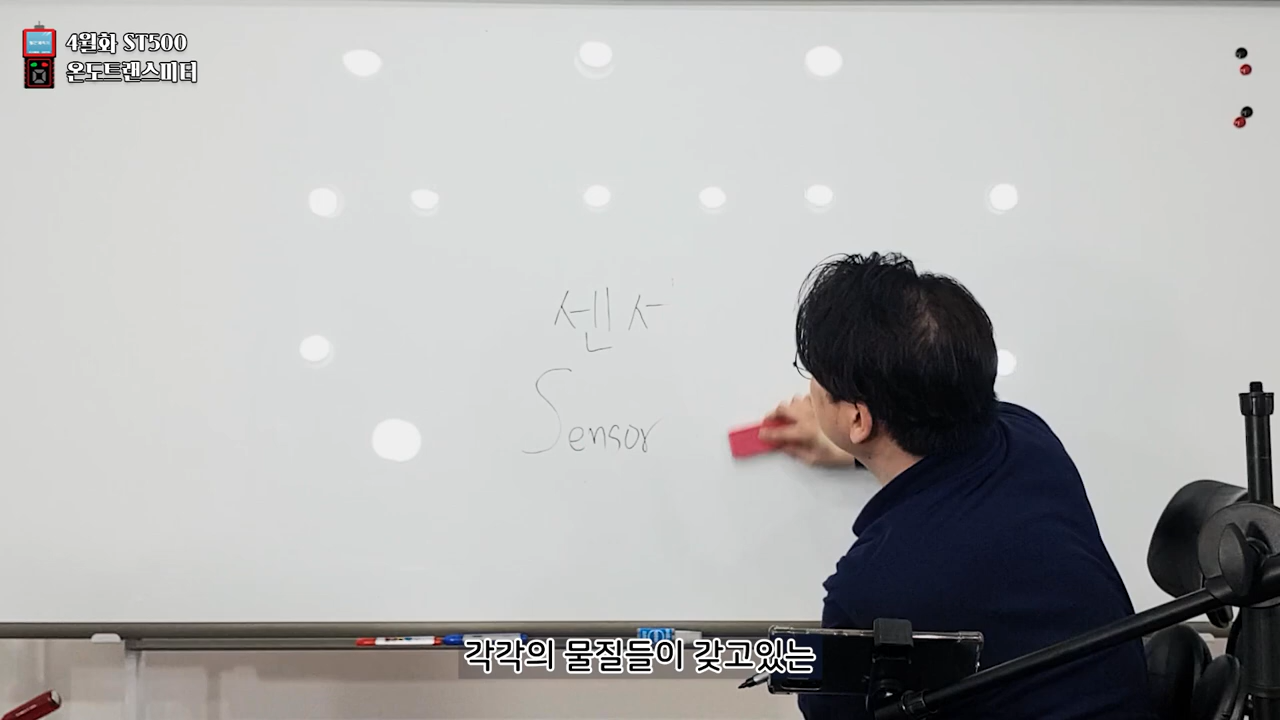 4월화 ST500
온도트랜스미터
센서
Sensor
각각의 물질들이 갖고있는